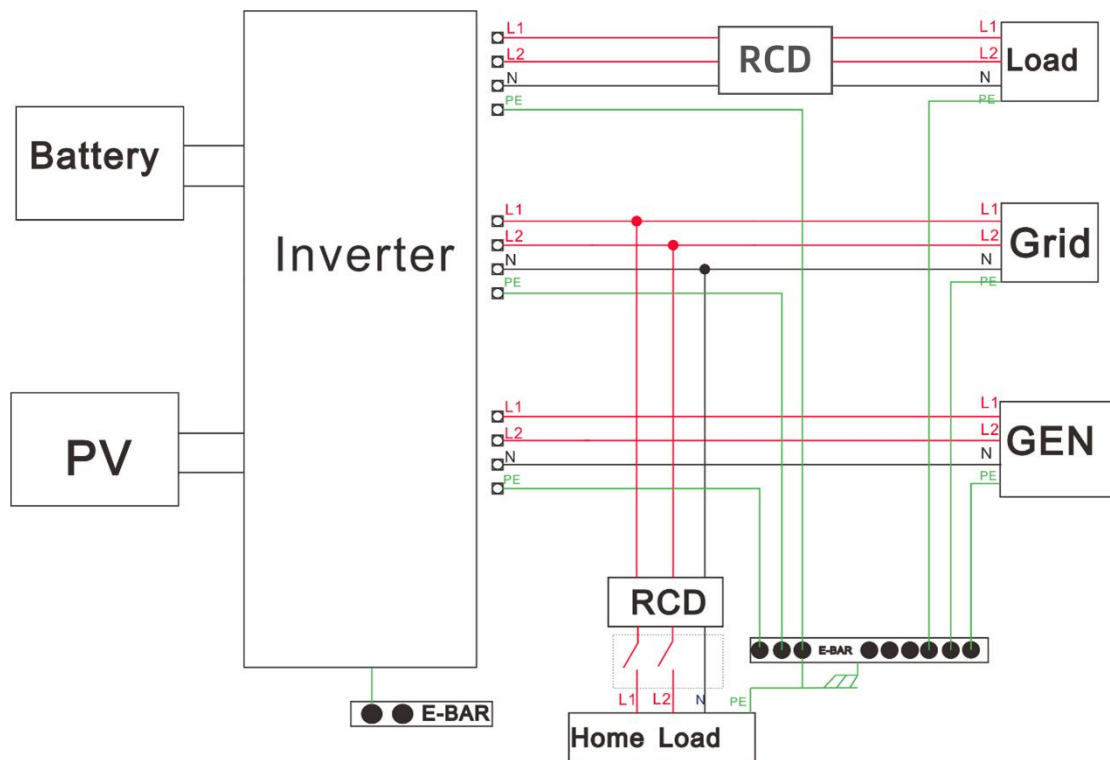 L1
L2
N
PE
RCD
L1
L2
N
PE
Load
Battery
Inverter
L1
L2
N
PE
L1
L2
N
PE
Grid
PV
L1
L2
N
PE
L1
L2
N
PE
GEN
RCD
E-BAR
L1
L2
N
PE
E-BAR
Home Load